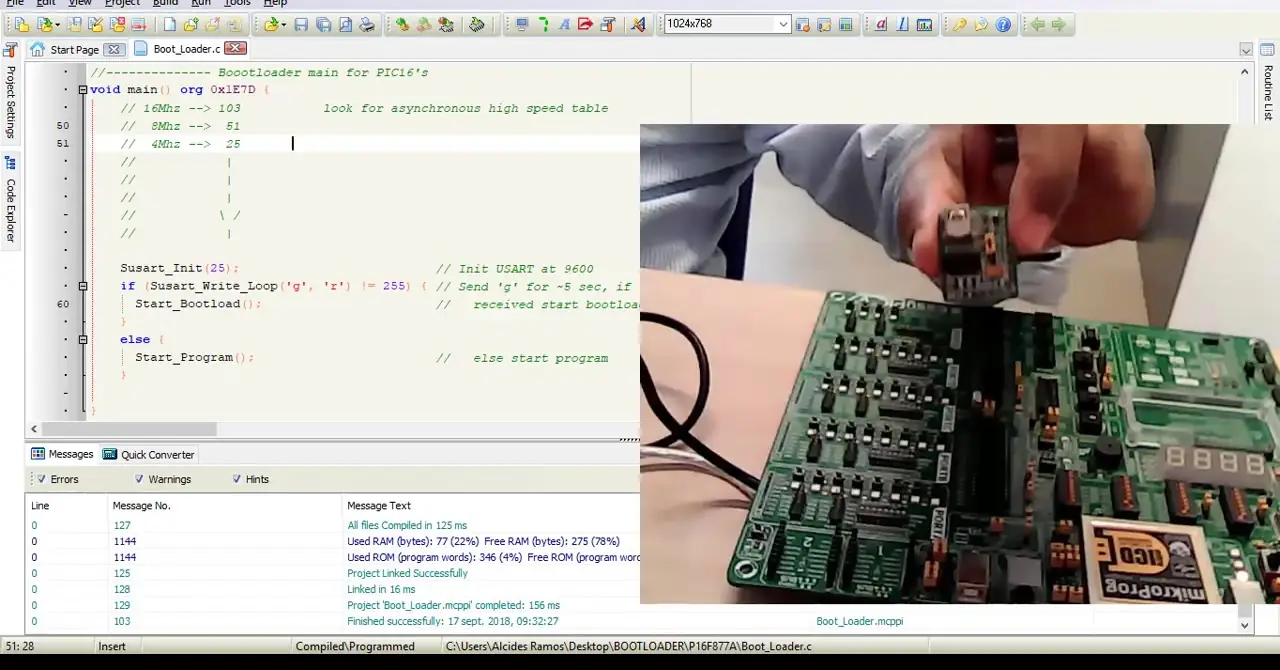 File Edit View Project Build Run Tools Help
1024x768
Start Page Boot_Loader.c
Project Settings
Code Explorer
Routine List
//-------------- Boootloader main for PIC16's
void main() org 0x1E7D {
// 16Mhz --> 103 look for asynchronous high speed table
50 // 8Mhz --> 51
51 // 4Mhz --> 25
// |
// |
// |
// \ /
// |
Susart_Init(25); // Init USART at 9600
if (Susart_Write_Loop('g', 'r') != 255) { // Send 'g' for ~5 sec, if
60 Start_Bootload(); // received start bootloa
}
else {
Start_Program(); // else start program
}
}
Messages Quick Converter
Errors Warnings Hints
Line Message No. Message Text
0 127 All files Compiled in 125 ms
0 1144 Used RAM (bytes): 77 (22%) Free RAM (bytes): 275 (78%)
0 1144 Used ROM (program words): 346 (4%) Free ROM (program wor
0 125 Project Linked Successfully
0 128 Linked in 16 ms
0 129 Project 'Boot_Loader.mcppi' completed: 156 ms
0 103 Finished successfully: 17 sept. 2018, 09:32:27 Boot_Loader.mcppi
51: 28 Insert Compiled\Programmed C:\Users\Alcides Ramos\Desktop\BOOTLOADER\P16F877A\Boot_Loader.c
mikroProg